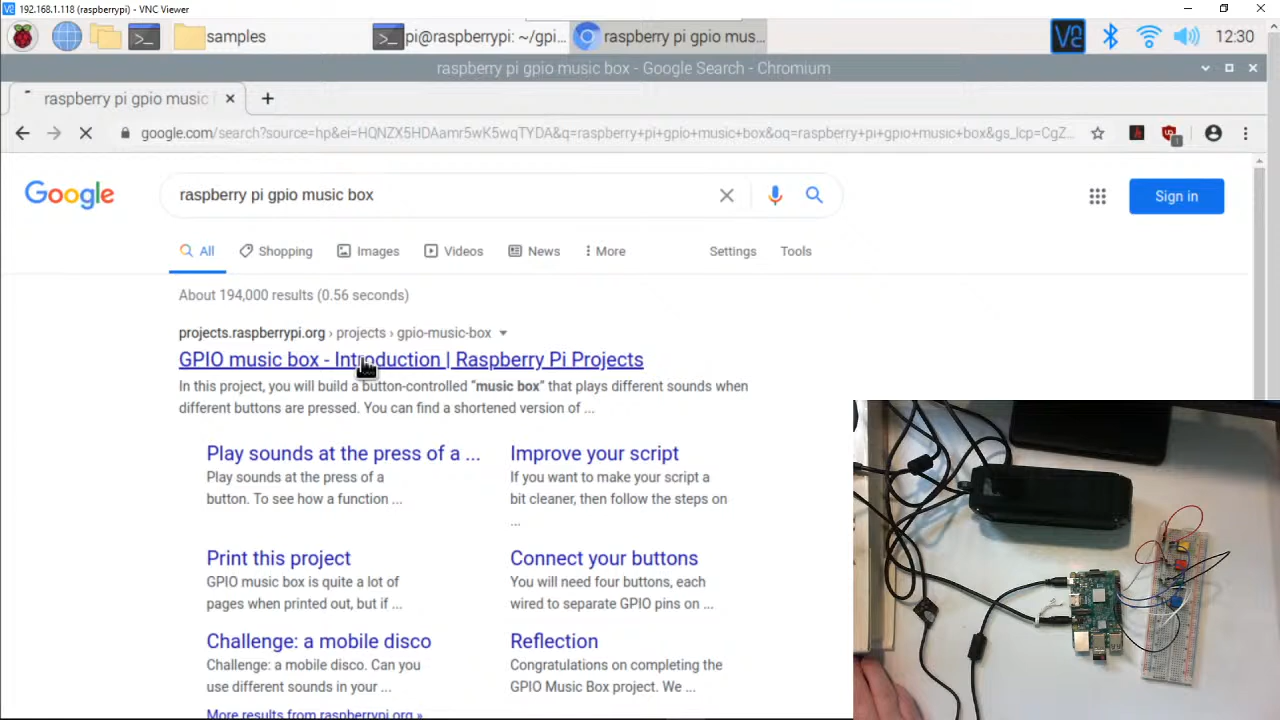 192.168.1.118 (raspberrypi) - VNC Viewer
samples
pi@raspberrypi: ~/gpi...
raspberry pi gpio mus...
12:30
raspberry pi gpio music box - Google Search - Chromium
raspberry pi gpio music
google.com/search?source=hp&ei=HQNZX5HDAamr5wK5wqTYDA&q=raspberry+pi+gpio+music+box&oq=raspberry+pi+gpio+music+box&gs_lcp=CgZ...
1
Google
raspberry pi gpio music box
Sign in
All
Shopping
Images
Videos
News
More
Settings
Tools
About 194,000 results (0.56 seconds)
projects.raspberrypi.org › projects › gpio-music-box
GPIO music box - Introduction | Raspberry Pi Projects
In this project, you will build a button-controlled “music box” that plays different sounds when
different buttons are pressed. You can find a shortened version of ...
Play sounds at the press of a ...
Play sounds at the press of a
button. To see how a function ...
Improve your script
If you want to make your script a
bit cleaner, then follow the steps on
...
Print this project
GPIO music box is quite a lot of
pages when printed out, but if ...
Connect your buttons
You will need four buttons, each
wired to separate GPIO pins on ...
Challenge: a mobile disco
Challenge: a mobile disco. Can you
use different sounds in your ...
Reflection
Congratulations on completing the
GPIO Music Box project. We ...
More results from raspberrypi.org »